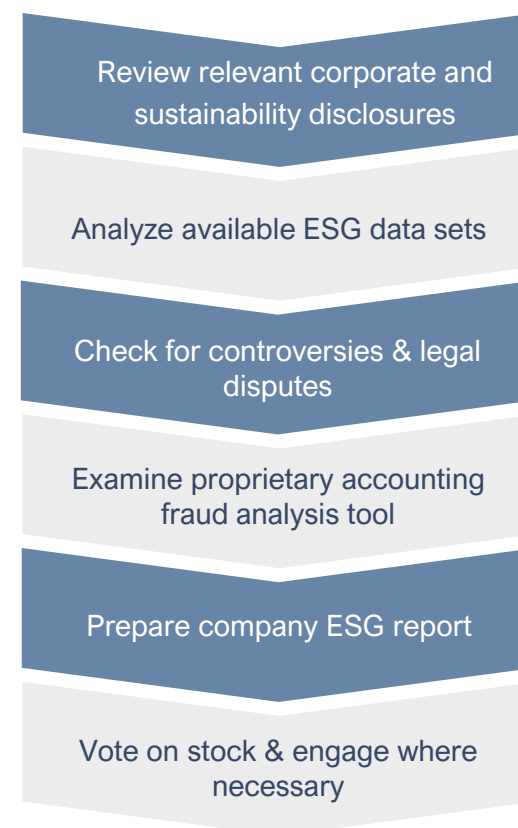 Review relevant corporate and
sustainability disclosures
Analyze available ESG data sets
Check for controversies & legal
disputes
Examine proprietary accounting
fraud analysis tool
Prepare company ESG report
Vote on stock & engage where
necessary